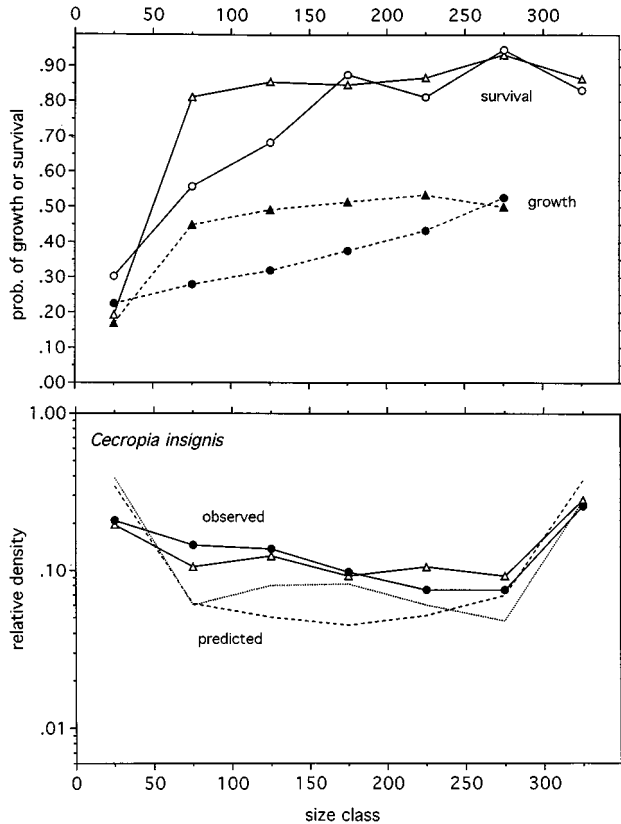 0 50 100 150 200 250 300
.90
.80
.70
.60
.50
.40
.30
.20
.10
.00
prob. of growth or survival
survival
growth
1.00
.10
.01
relative density
Cecropia insignis
observed
predicted
0 50 100 150 200 250 300
size class